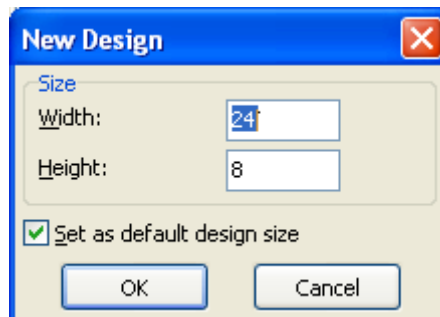 New Design
Size
Width: 24
Height: 8
Set as default design size
OK Cancel